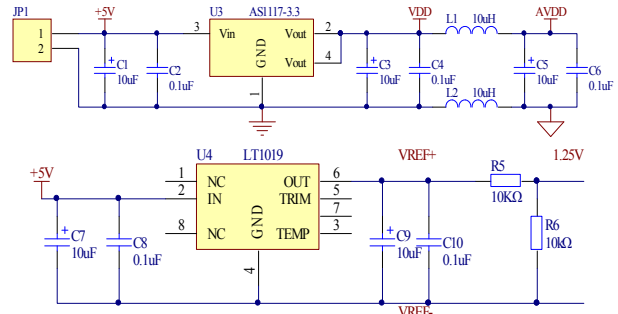 JP1
1
2
+5V
+
C1
10uF
C2
0.1uF
U3
AS1117-3.3
3
Vin
GND
Vout
2
Vout
4
1
+
C3
10uF
VDD
C4
0.1uF
L1
10uH
L2
10uH
AVDD
+
C5
10uF
C6
0.1uF
+5V
+
C7
10uF
C8
0.1uF
U4
LT1019
1
NC
2
IN
8
NC
GND
4
OUT
6
TRIM
5
7
TEMP
3
VREF+
+
C9
10uF
C10
0.1uF
R5
10KΩ
1.25V
R6
10kΩ
VREF-